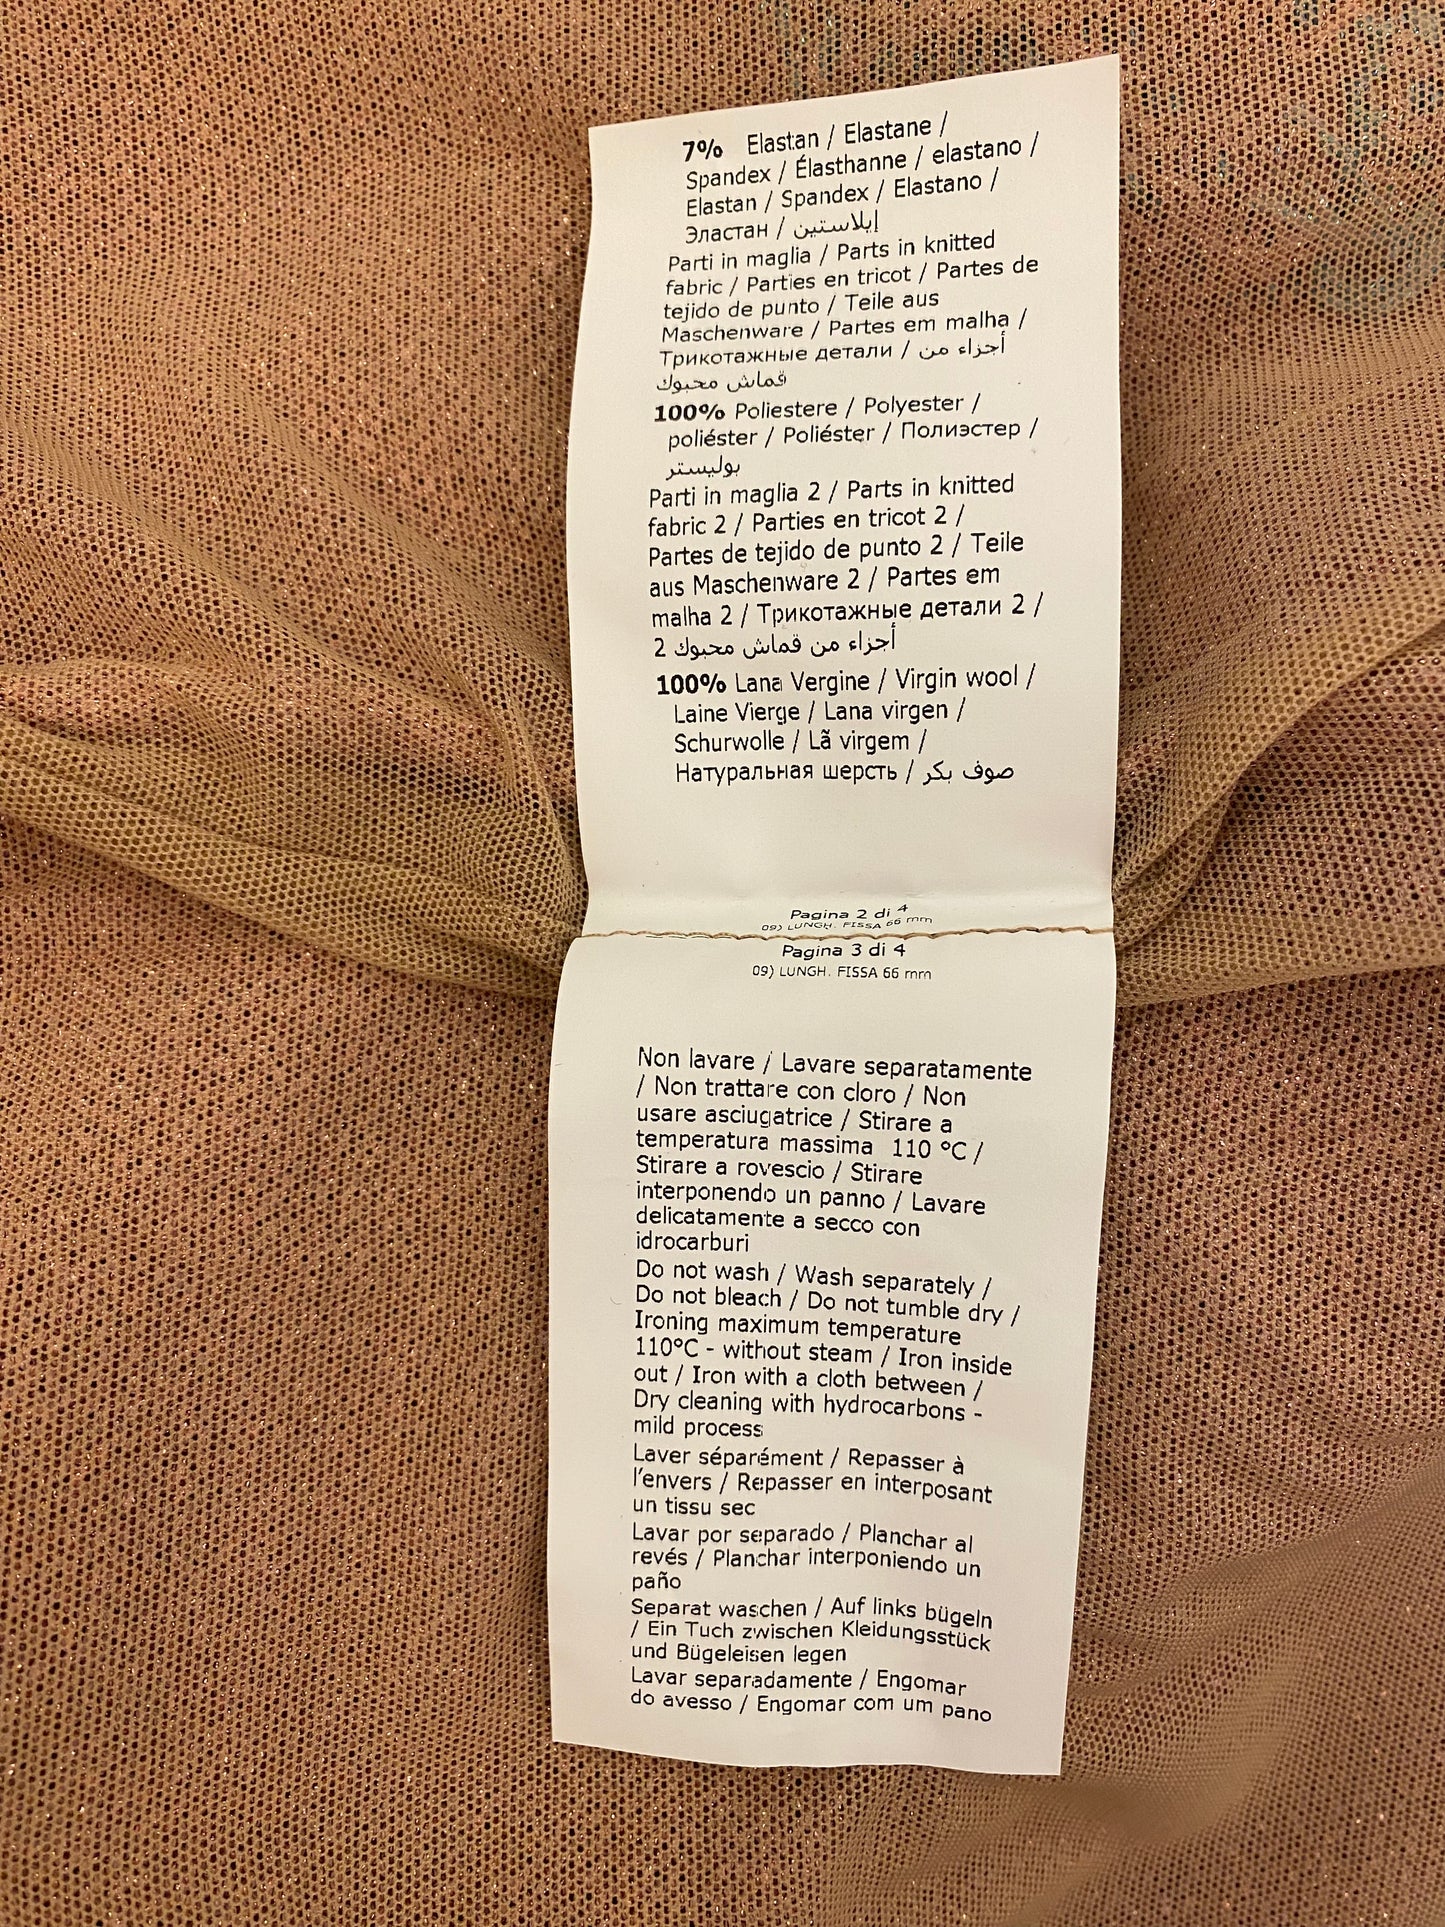 7% Elastan / Elastane /
Spandex / Élasthanne / elastano /
Elastan / Spandex / Elastano /
Эластан / إيلاستين
Parti in maglia / Parts in knitted
fabric / Parties en tricot / Partes de
tejido de punto / Teile aus
Maschenware / Partes em malha /
Трикотажные детали / أجزاء من
قماش محبوك
100% Poliestere / Polyester /
poliéster / Poliéster / Полиэстер /
بوليستر
Parti in maglia 2 / Parts in knitted
fabric 2 / Parties en tricot 2 /
Partes de tejido de punto 2 / Teile
aus Maschenware 2 / Partes em
malha 2 / Трикотажные детали 2 /
أجزاء من قماش محبوك 2
100% Lana Vergine / Virgin wool /
Laine Vierge / Lana virgen /
Schurwolle / Lã virgem /
Натуральная шерсть / صوف بكر
Pagina 2 di 4
09) LUNGH. FISSA 66 mm
Pagina 3 di 4
09) LUNGH. FISSA 66 mm
Non lavare / Lavare separatamente
/ Non trattare con cloro / Non
usare asciugatrice / Stirare a
temperatura massima 110 °C /
Stirare a rovescio / Stirare
interponendo un panno / Lavare
delicatamente a secco con
idrocarburi
Do not wash / Wash separately /
Do not bleach / Do not tumble dry /
Ironing maximum temperature
110°C - without steam / Iron inside
out / Iron with a cloth between /
Dry cleaning with hydrocarbons -
mild process
Laver séparément / Repasser à
l'envers / Repasser en interposant
un tissu sec
Lavar por separado / Planchar al
revés / Planchar interponiendo un
paño
Separat waschen / Auf links bügeln
/ Ein Tuch zwischen Kleidungsstück
und Bügeleisen legen
Lavar separadamente / Engomar
do avesso / Engomar com um pano